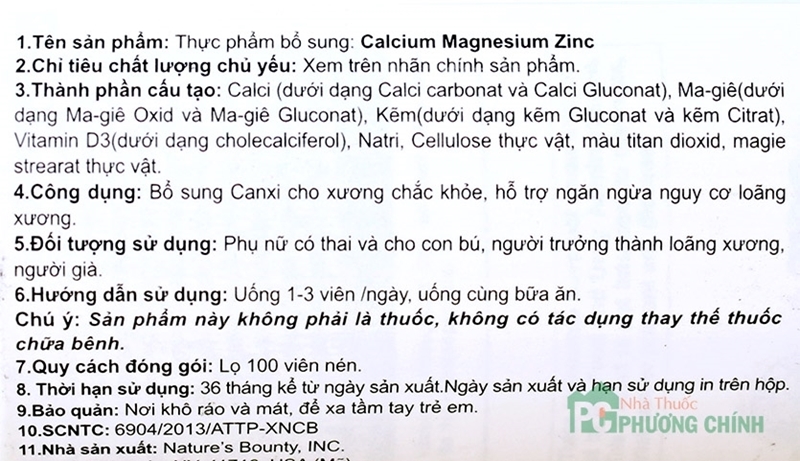 1.Tên sản phẩm: Thực phẩm bổ sung: Calcium Magnesium Zinc
2.Chỉ tiêu chất lượng chủ yếu: Xem trên nhãn chính sản phẩm.
3.Thành phần cấu tạo: Calci (dưới dạng Calci carbonat và Calci Gluconat), Ma-giê(dưới
dạng Ma-giê Oxid và Ma-giê Gluconat), Kẽm(dưới dạng kẽm Gluconat và kẽm Citrat),
Vitamin D3(dưới dạng cholecalciferol), Natri, Cellulose thực vật, màu titan dioxid, magie
strearat thực vật.
4.Công dụng: Bổ sung Canxi cho xương chắc khỏe, hỗ trợ ngăn ngừa nguy cơ loãng
xương.
5.Đối tượng sử dụng: Phụ nữ có thai và cho con bú, người trưởng thành loãng xương,
người già.
6.Hướng dẫn sử dụng: Uống 1-3 viên /ngày, uống cùng bữa ăn.
Chú ý: Sản phẩm này không phải là thuốc, không có tác dụng thay thế thuốc
chữa bệnh.
7.Quy cách đóng gói: Lọ 100 viên nén.
8. Thời hạn sử dụng: 36 tháng kể từ ngày sản xuất.Ngày sản xuất và hạn sử dụng in trên hộp.
9.Bảo quản: Nơi khô ráo và mát, để xa tầm tay trẻ em.
10.SCNTC: 6904/2013/ATTP-XNCB
11.Nhà sản xuất: Nature's Bounty, INC.
PC Nhà Thuốc
PHƯƠNG CHÍNH